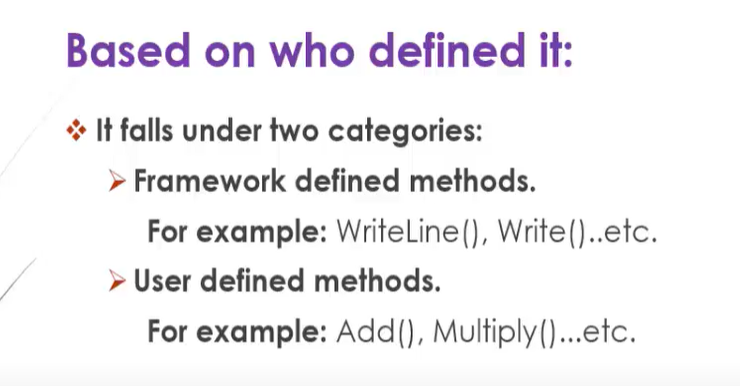 Based on who defined it:
It falls under two categories:
Framework defined methods.
For example: WriteLine(), Write()..etc.
User defined methods.
For example: Add(), Multiply()...etc.